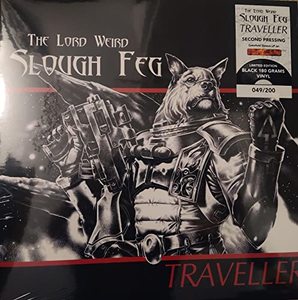 The Lord Weird
Slough Feg
TRAVELLER
The Lord Weird
Slough Feg
TRAVELLER
SECOND PRESSING
LIMITED EDITION
BLACK 180 GRAMS
VINYL
049/200